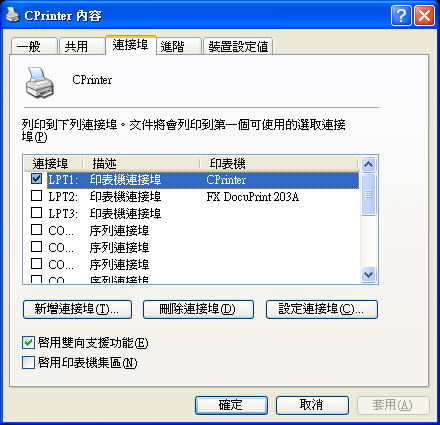 CPrinter 內容
一般 共用 連接埠 進階 裝置設定值
CPrinter
列印到下列連接埠。文件將會列印到第一個可使用的選取連接
埠(P)
連接埠 描述 印表機
LPT1: 印表機連接埠 CPrinter
LPT2: 印表機連接埠 FX DocuPrint 203A
LPT3: 印表機連接埠
CO... 序列連接埠
CO... 序列連接埠
CO... 序列連接埠
CO... 序列連接埠
新增連接埠(T)... 刪除連接埠(D) 設定連接埠(C)...
啓用雙向支援功能(E)
啓用印表機集區(N)
確定 取消 套用(A)